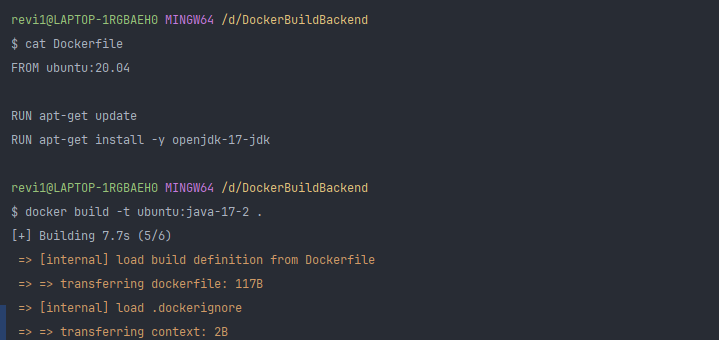 revi1@LAPTOP-1RGBAEH0 MINGW64 /d/DockerBuildBackend
$ cat Dockerfile
FROM ubuntu:20.04
RUN apt-get update
RUN apt-get install -y openjdk-17-jdk
revi1@LAPTOP-1RGBAEH0 MINGW64 /d/DockerBuildBackend
$ docker build -t ubuntu:java-17-2 .
[+] Building 7.7s (5/6)
=> [internal] load build definition from Dockerfile
=> => transferring dockerfile: 117B
=> [internal] load .dockerignore
=> => transferring context: 2B